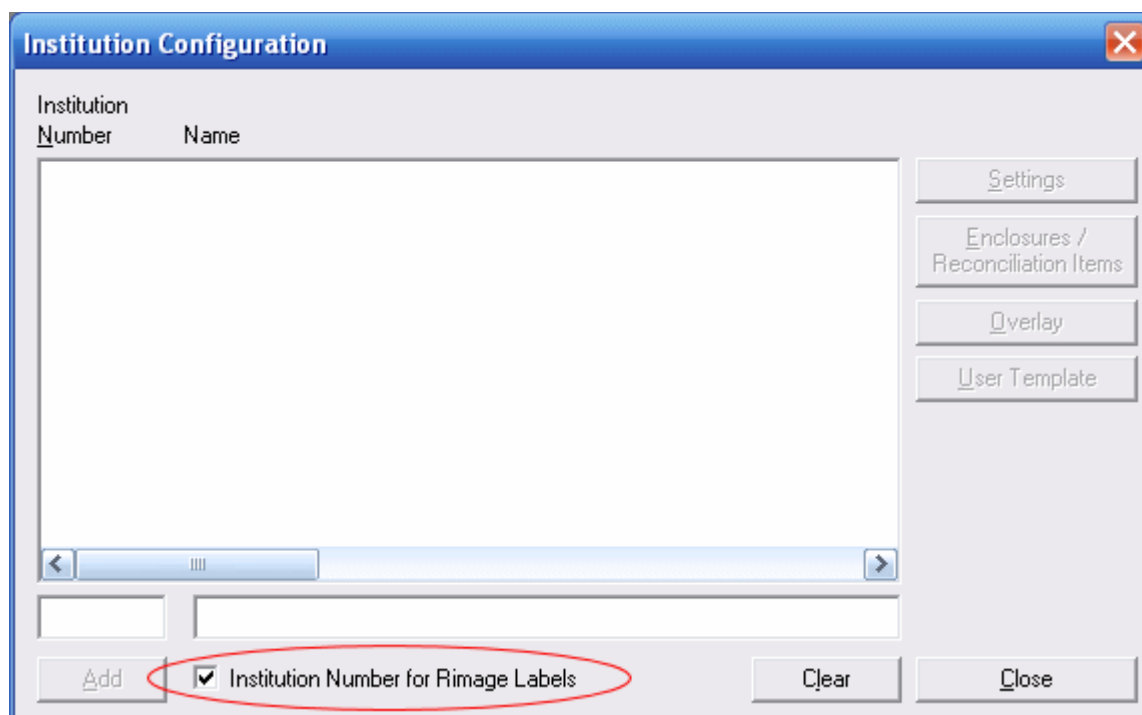 Institution Configuration
Institution
Number Name
Settings
Enclosures /
Reconciliation Items
Overlay
User Template
Add Institution Number for Rimage Labels Clear Close